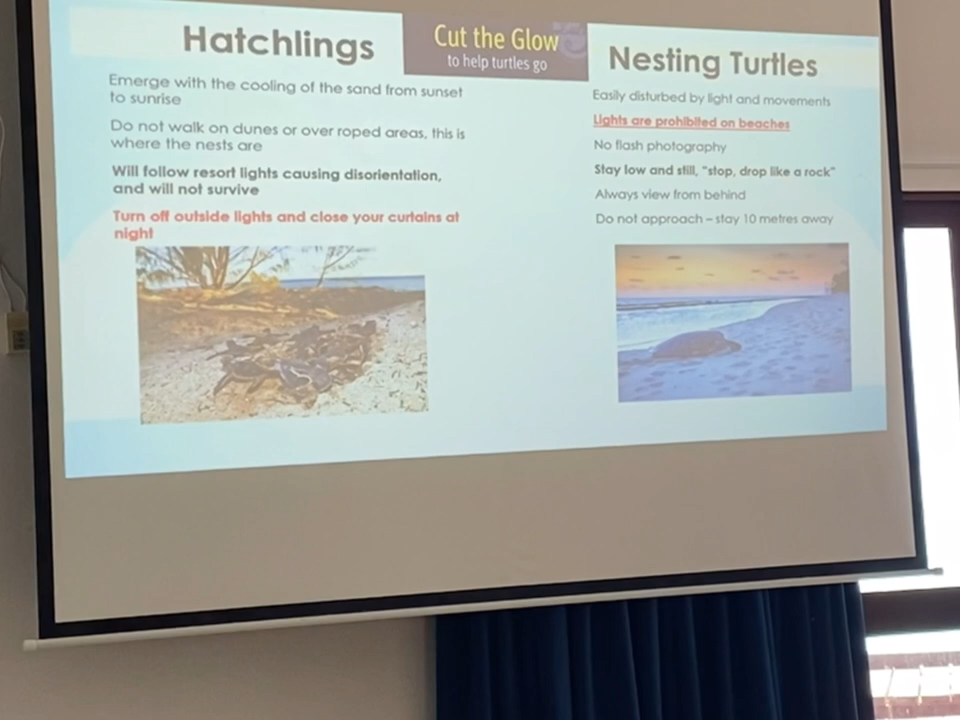 Hatchlings
Emerge with the cooling of the sand from sunset
to sunrise
Do not walk on dunes or over roped areas, this is
where the nests are
Will follow resort lights causing disorientation,
and will not survive
Turn off outside lights and close your curtains at
night
Cut the Glow
to help turtles go
Nesting Turtles
Easily disturbed by light and movements
Lights are prohibited on beaches
No flash photography
Stay low and still, "stop, drop like a rock"
Always view from behind
Do not approach – stay 10 metres away